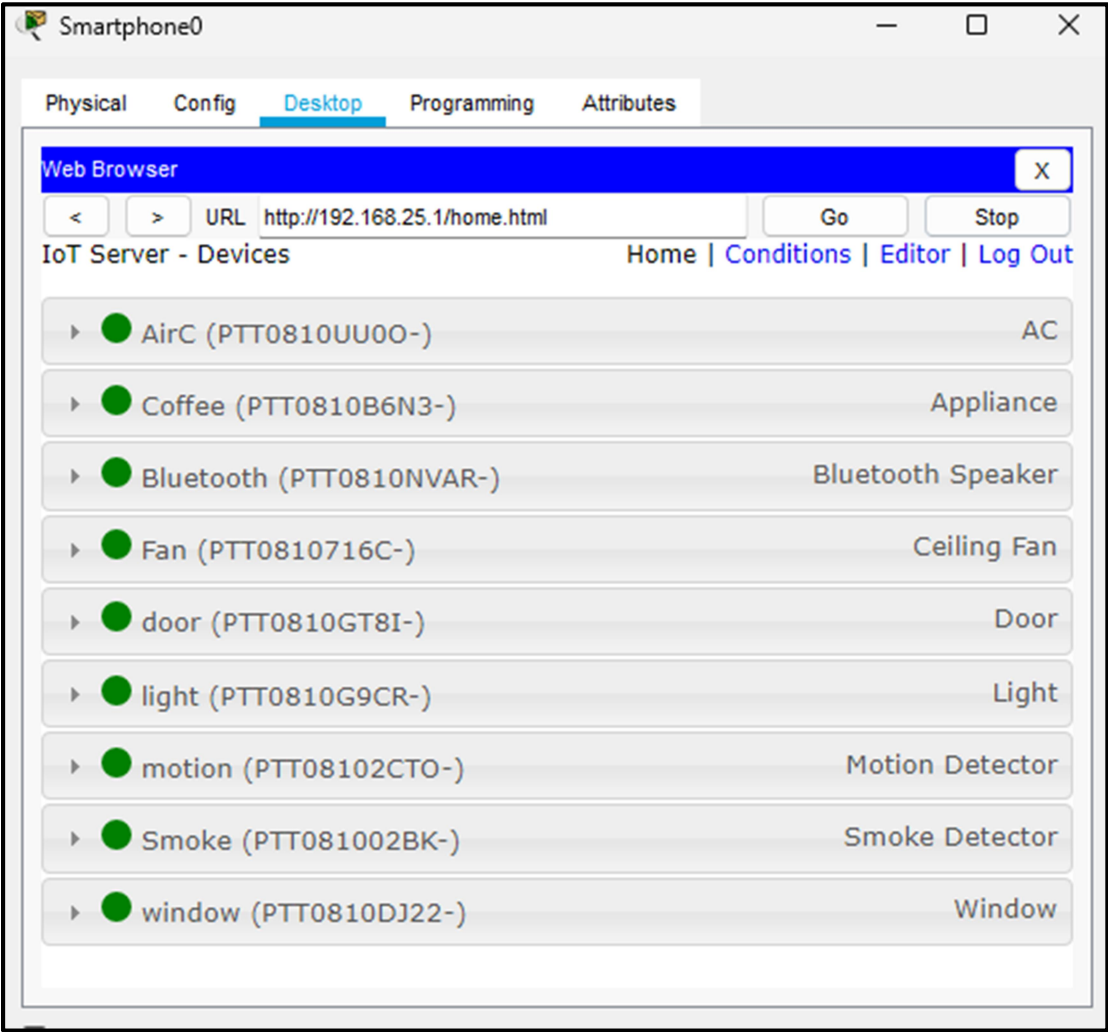 Smartphone0
Physical Config Desktop Programming Attributes
Web Browser X
< > URL http://192.168.25.1/home.html Go Stop
IoT Server - Devices Home | Conditions | Editor | Log Out
AirC (PTT0810UU0O-) AC
Coffee (PTT0810B6N3-) Appliance
Bluetooth (PTT0810NVAR-) Bluetooth Speaker
Fan (PTT0810716C-) Ceiling Fan
door (PTT0810GT8I-) Door
light (PTT0810G9CR-) Light
motion (PTT08102CTO-) Motion Detector
Smoke (PTT081002BK-) Smoke Detector
window (PTT0810DJ22-) Window